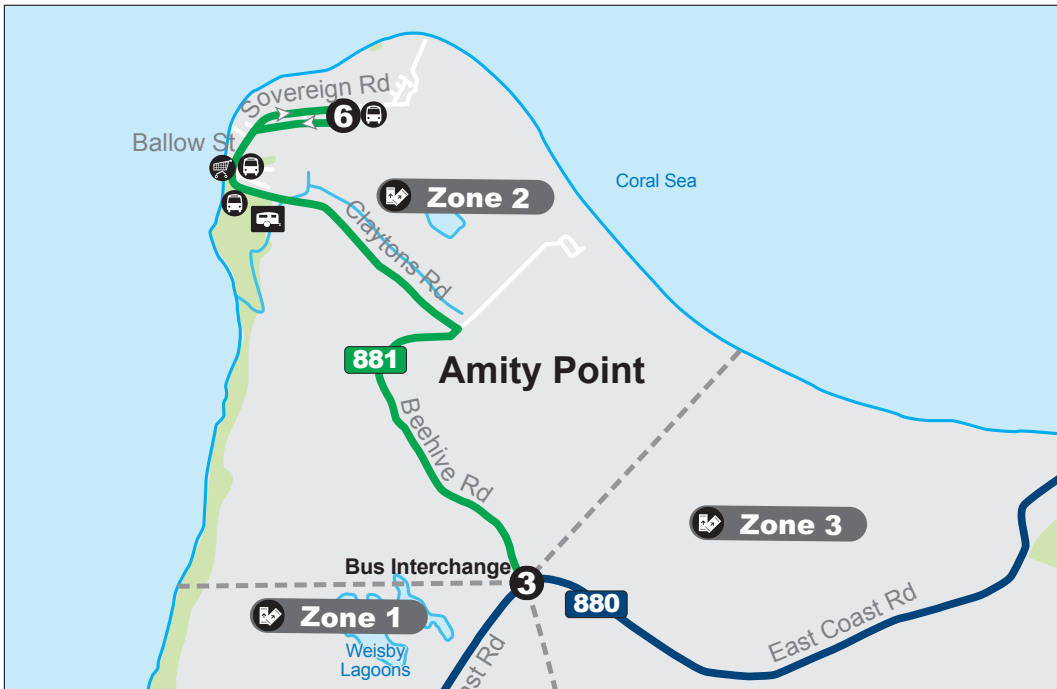 Sovereign Rd
6
Ballow St
Zone 2
Coral Sea
Claytons Rd
881
Amity Point
Beehive Rd
Zone 3
Bus Interchange
3
880
Zone 1
East Coast Rd
Weisby
Lagoons
Rd